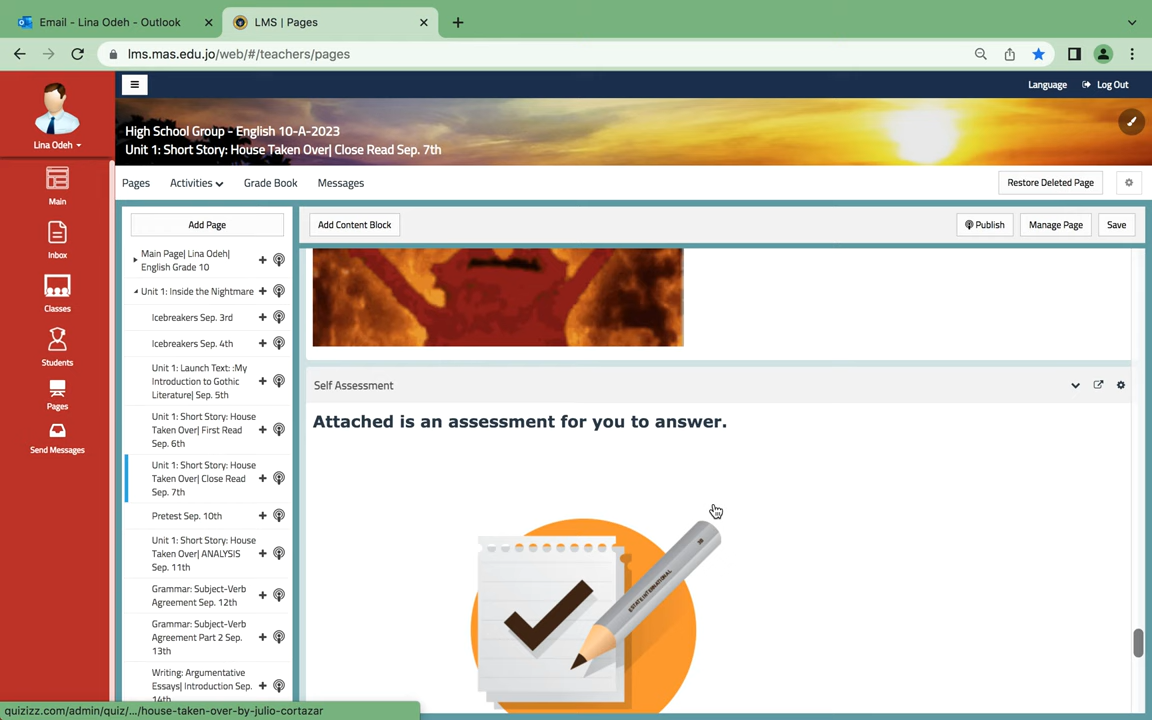 Email - Lina Odeh - Outlook
LMS | Pages
lms.mas.edu.jo/web/#/teachers/pages
Language
Log Out
High School Group - English 10-A-2023
Unit 1: Short Story: House Taken Over| Close Read Sep. 7th
Lina Odeh
Pages
Activities
Grade Book
Messages
Restore Deleted Page
Main
Inbox
Classes
Students
Pages
Send Messages
Add Page
Main Page| Lina Odeh|
English Grade 10
Unit 1: Inside the Nightmare
Icebreakers Sep. 3rd
Icebreakers Sep. 4th
Unit 1: Launch Text: :My
Introduction to Gothic
Literature| Sep. 5th
Unit 1: Short Story: House
Taken Over| First Read
Sep. 6th
Unit 1: Short Story: House
Taken Over| Close Read
Sep. 7th
Pretest Sep. 10th
Unit 1: Short Story: House
Taken Over| ANALYSIS
Sep. 11th
Grammar: Subject-Verb
Agreement Sep. 12th
Grammar: Subject-Verb
Agreement Part 2 Sep.
13th
Writing: Argumentative
Essays| Introduction Sep.
14th
Add Content Block
Publish
Manage Page
Save
Self Assessment
Attached is an assessment for you to answer.
ESTATE INTERNATIONAL
quizizz.com/admin/quiz/.../house-taken-over-by-julio-cortazar